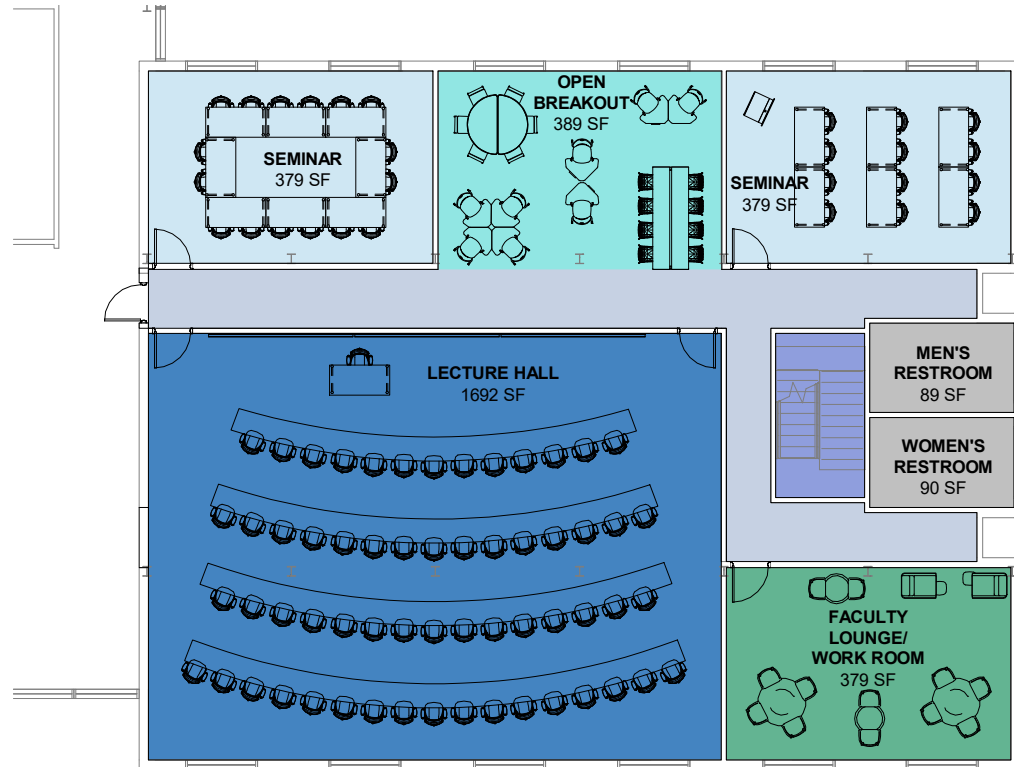 OPEN
BREAKOUT
389 SF
SEMINAR
379 SF
SEMINAR
379 SF
LECTURE HALL
1692 SF
MEN'S
RESTROOM
89 SF
WOMEN'S
RESTROOM
90 SF
FACULTY
LOUNGE/
WORK ROOM
379 SF